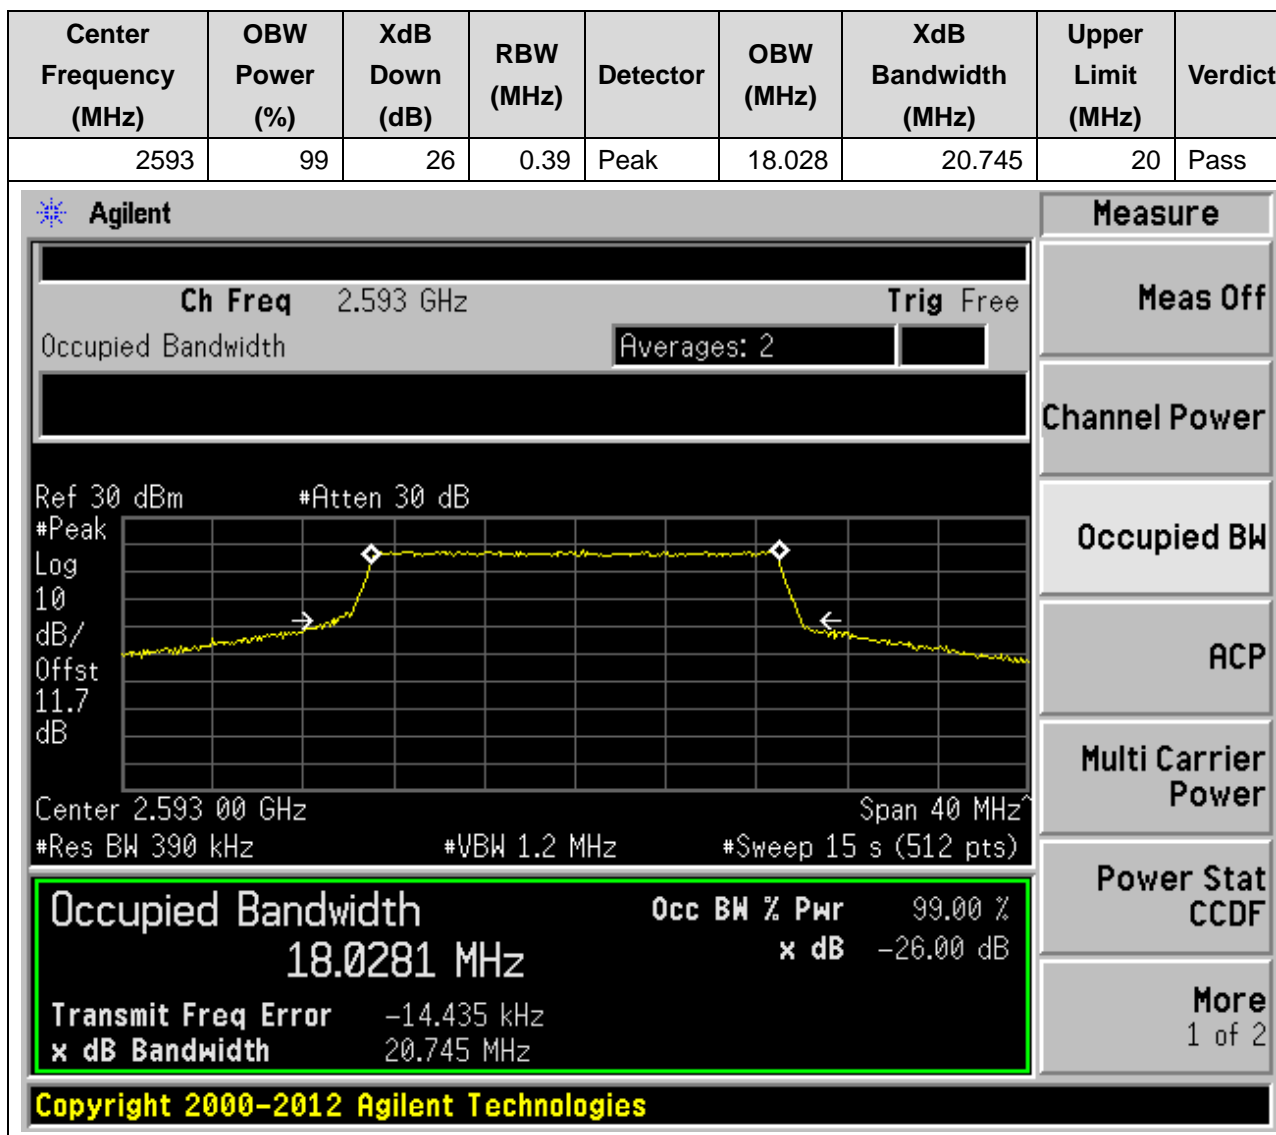 Center Frequency (MHz) OBW Power (%) XdB Down (dB) RBW (MHz) Detector OBW (MHz) XdB Bandwidth (MHz) Upper Limit (MHz) Verdict
2593 99 26 0.39 Peak 18.028 20.745 20 Pass
Agilent
Measure
Ch Freq 2.593 GHz Trig Free
Meas Off
Occupied Bandwidth Averages: 2
Channel Power
Ref 30 dBm #Atten 30 dB
#Peak
Log
10
dB/
Offst
11.7
dB
Occupied BW
ACP
Multi Carrier
Power
Center 2.593 00 GHz Span 40 MHz^
#Res BW 390 kHz #VBW 1.2 MHz #Sweep 15 s (512 pts)
Power Stat
CCDF
Occupied Bandwidth Occ BW % Pwr 99.00 %
18.0281 MHz x dB -26.00 dB
Transmit Freq Error -14.435 kHz
x dB Bandwidth 20.745 MHz
More
1 of 2
Copyright 2000-2012 Agilent Technologies